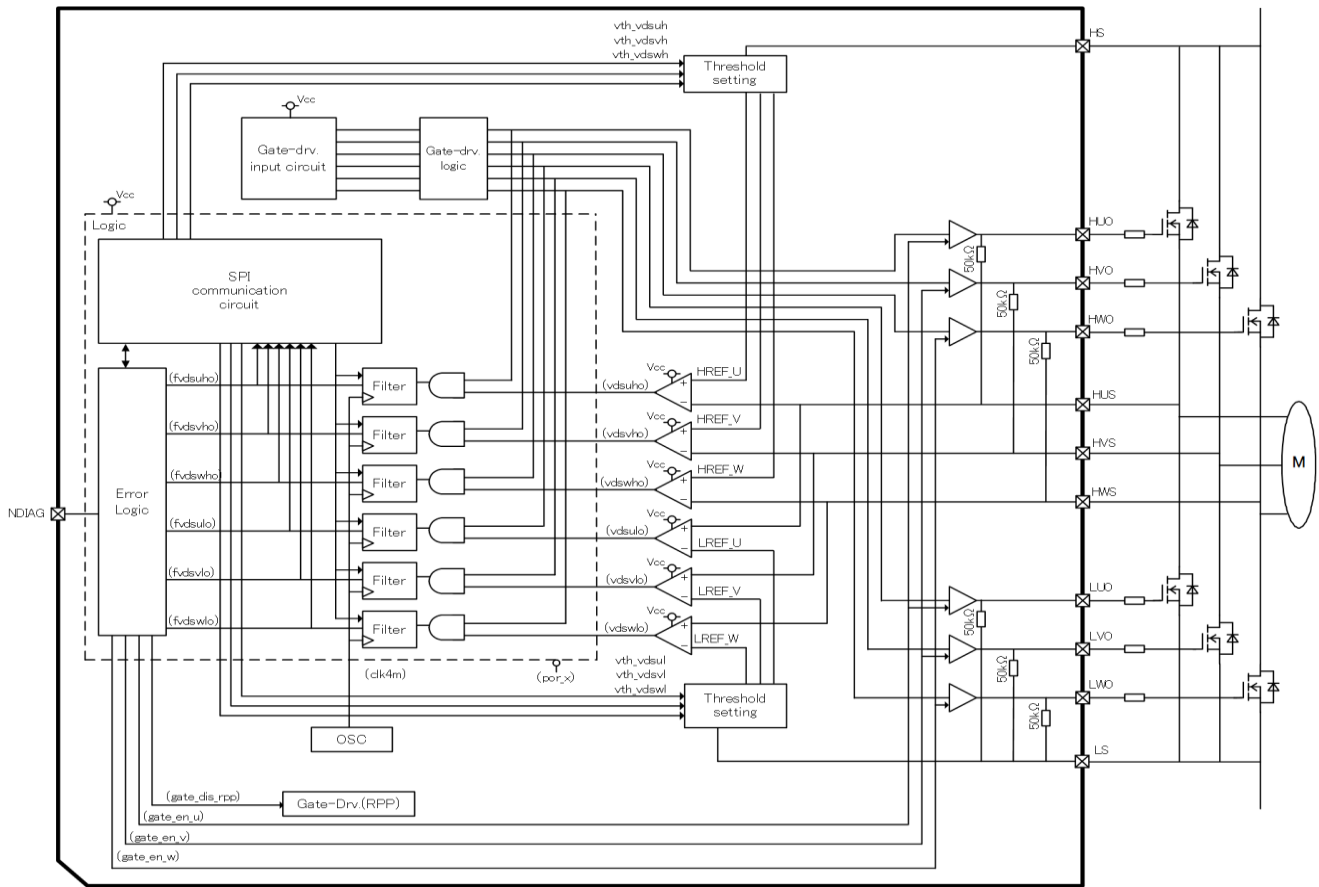 vth_vdsuh
vth_vdsvh
vth_vdswh
HS
Threshold
setting
Vcc
Gate-drv.
input circuit
Gate-drv.
logic
Vcc
Logic
SPI
communication
circuit
HUO
50kΩ
HVO
50kΩ
HWO
50kΩ
(fvdsuho)
Filter
(vdsuho)
Vcc
+
−
HREF_U
HUS
(fvdsvho)
Filter
(vdsvho)
Vcc
+
−
HREF_V
HVS
(fvdswho)
Filter
(vdswho)
Vcc
+
−
HREF_W
HWS
M
Error
Logic
NDIAG
(fvdsulo)
Filter
(vdsulo)
Vcc
+
−
LREF_U
(fvdsvlo)
Filter
(vdsvlo)
Vcc
+
−
LREF_V
LUO
50kΩ
(fvdswlo)
Filter
(vdswlo)
Vcc
+
−
LREF_W
LVO
50kΩ
(clk4m)
(por_x)
vth_vdsul
vth_vdsvl
vth_vdswl
Threshold
setting
LWO
50kΩ
OSC
LS
(gate_dis_rpp)
Gate-Drv.(RPP)
(gate_en_u)
(gate_en_v)
(gate_en_w)